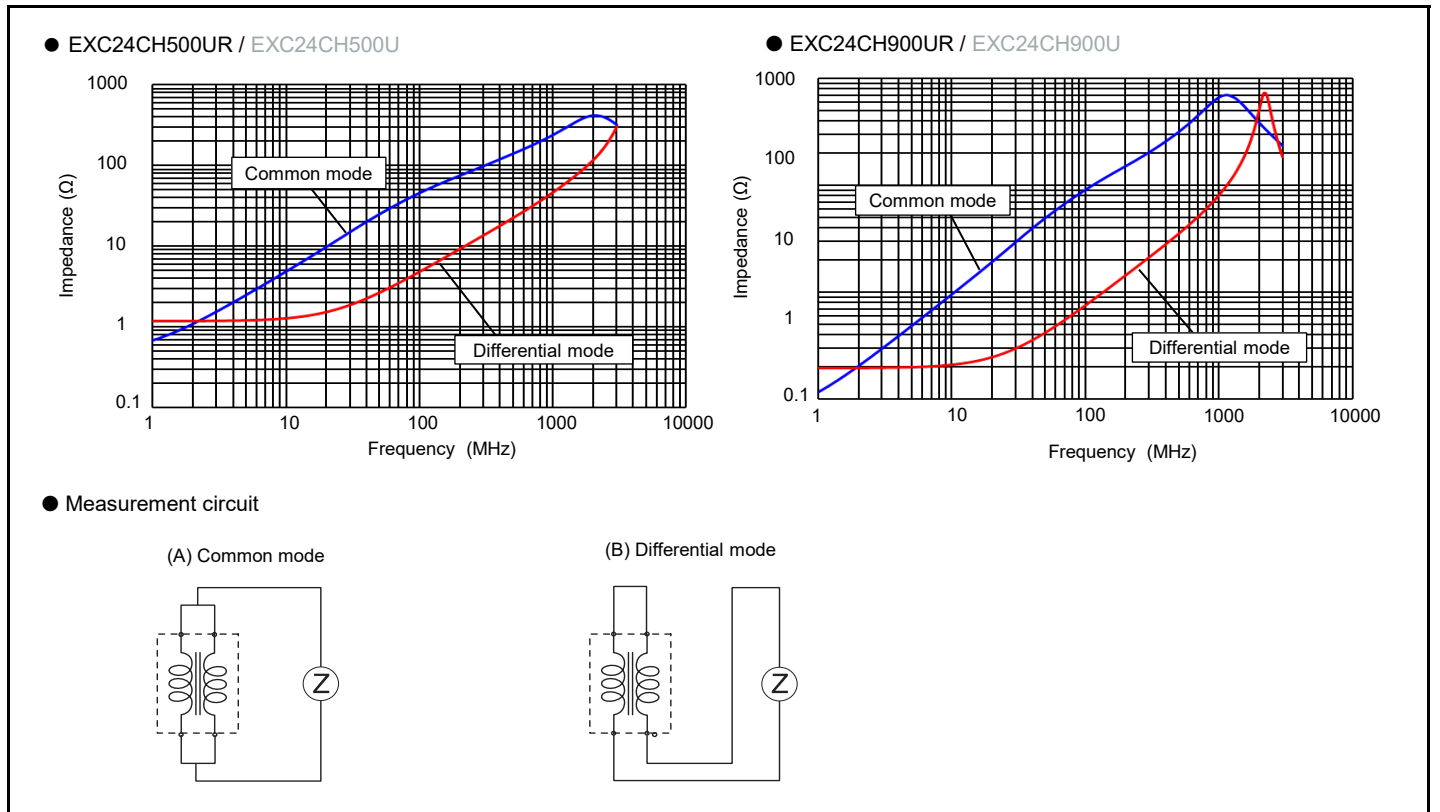 ● EXC24CH500UR / EXC24CH500U
1000
100
10
1
0.1
Impedance (Ω)
Common mode
Differential mode
1
10
100
1000
10000
Frequency (MHz)
● EXC24CH900UR / EXC24CH900U
1000
100
10
1
0.1
Impedance (Ω)
Common mode
Differential mode
1
10
100
1000
10000
Frequency (MHz)
● Measurement circuit
(A) Common mode
Z
(B) Differential mode
Z